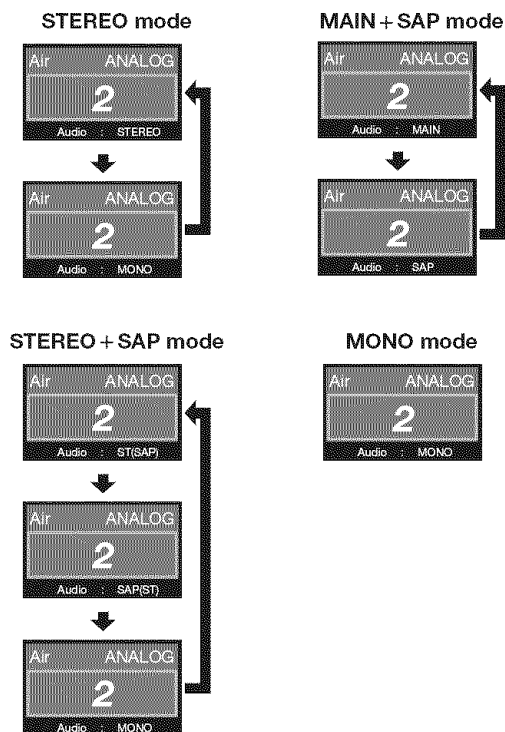 STEREO mode
Air ANALOG
2
Audio : STEREO
Air ANALOG
2
Audio : MONO
MAIN + SAP mode
Air ANALOG
2
Audio : MAIN
Air ANALOG
2
Audio : SAP
STEREO + SAP mode
Air ANALOG
2
Audio : ST(SAP)
Air ANALOG
2
Audio : SAP(ST)
Air ANALOG
2
Audio : MONO
MONO mode
Air ANALOG
2
Audio : MONO